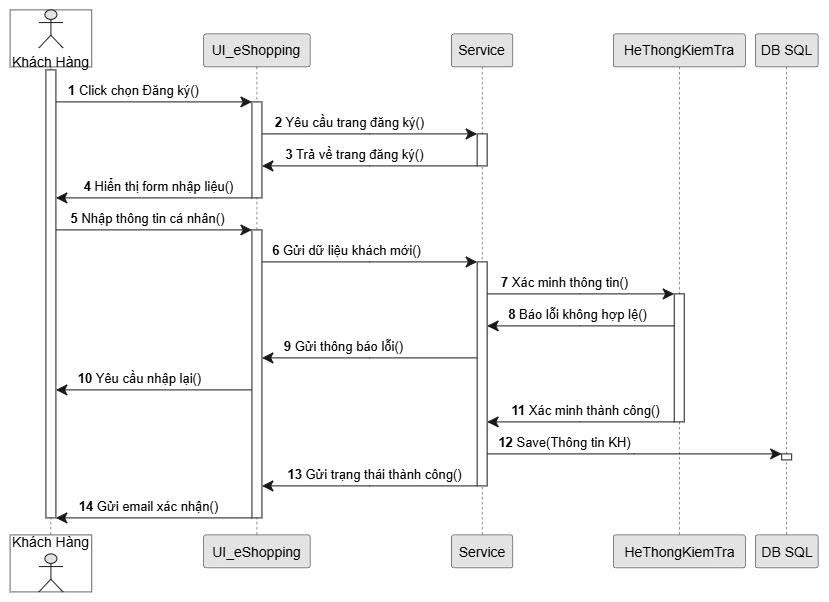 Khách Hàng
UI_eShopping
Service
HeThongKiemTra
DB SQL
1 Click chọn Đăng ký()
2 Yêu cầu trang đăng ký()
3 Trả về trang đăng ký()
4 Hiển thị form nhập liệu()
5 Nhập thông tin cá nhân()
6 Gửi dữ liệu khách mới()
7 Xác minh thông tin()
8 Báo lỗi không hợp lệ()
9 Gửi thông báo lỗi()
10 Yêu cầu nhập lại()
11 Xác minh thành công()
12 Save(Thông tin KH)
13 Gửi trạng thái thành công()
14 Gửi email xác nhận()
Khách Hàng
UI_eShopping
Service
HeThongKiemTra
DB SQL